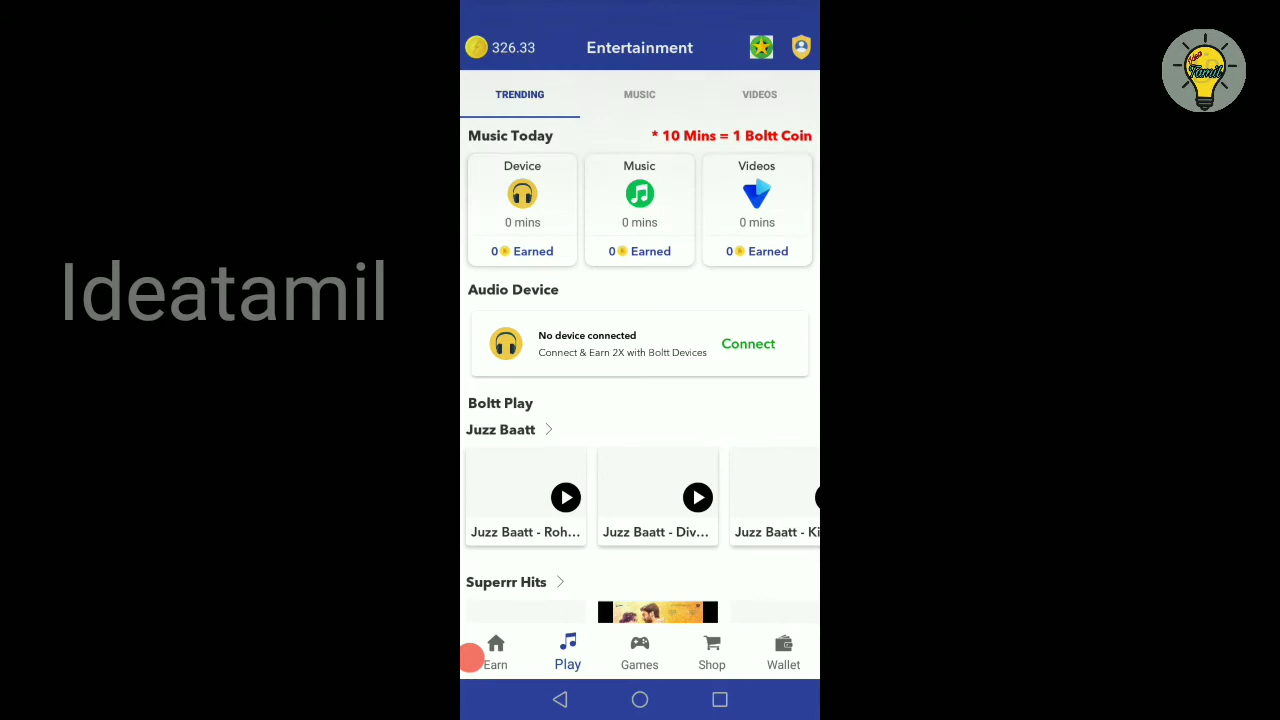 326.33
Entertainment
Idea
Tamil
TRENDING
MUSIC
VIDEOS
Music Today
* 10 Mins = 1 Boltt Coin
Device
Music
Videos
0 mins
0 mins
0 mins
0 Earned
0 Earned
0 Earned
Ideatamil
Audio Device
No device connected
Connect & Earn 2X with Boltt Devices
Connect
Boltt Play
Juzz Baatt
Juzz Baatt - Roh...
Juzz Baatt - Div...
Juzz Baatt - Ki
Superrr Hits
Earn
Play
Games
Shop
Wallet